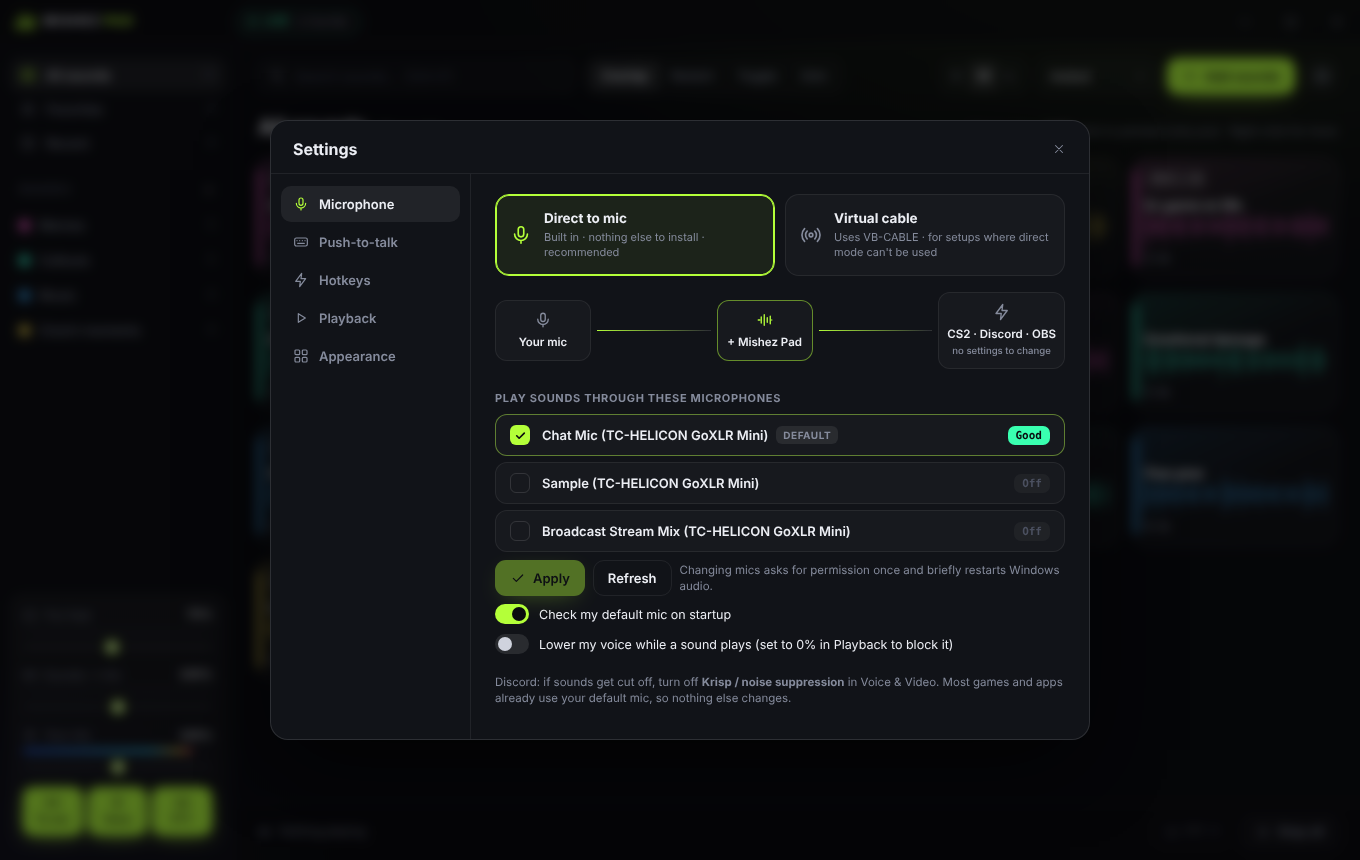 Settings
Microphone
Push-to-talk
Hotkeys
Playback
Appearance
Direct to mic
Built in · nothing else to install ·
recommended
Virtual cable
Uses VB-CABLE · for setups where direct
mode can't be used
Your mic
+ Mishez Pad
CS2 · Discord · OBS
no settings to change
PLAY SOUNDS THROUGH THESE MICROPHONES
Chat Mic (TC-HELICON GoXLR Mini) DEFAULT Good
Sample (TC-HELICON GoXLR Mini) Off
Broadcast Stream Mix (TC-HELICON GoXLR Mini) Off
Apply Refresh
Changing mics asks for permission once and briefly restarts Windows
audio.
Check my default mic on startup
Lower my voice while a sound plays (set to 0% in Playback to block it)
Discord: if sounds get cut off, turn off Krisp / noise suppression in Voice & Video. Most games and apps
already use your default mic, so nothing else changes.